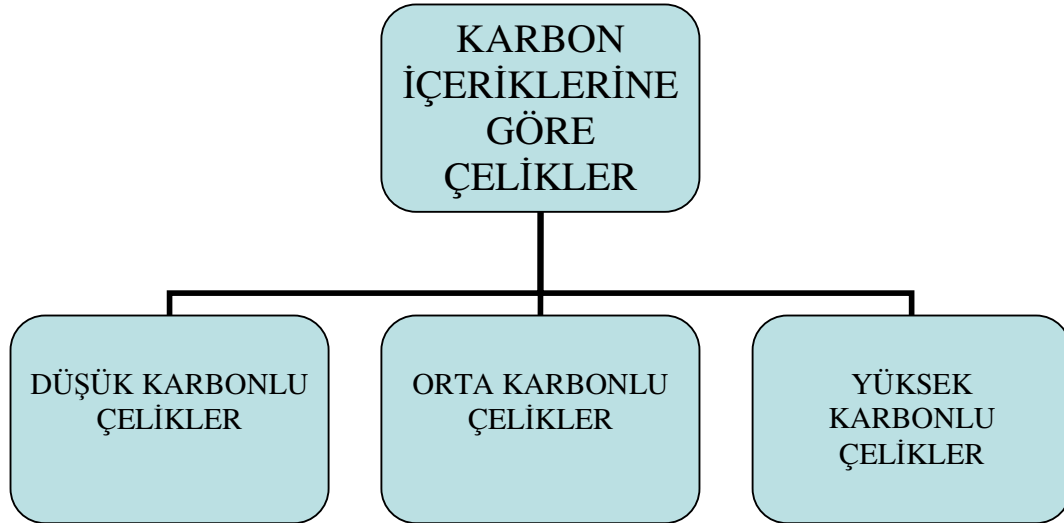 KARBON
İÇERİKLERİNE
GÖRE
ÇELİKLER
DÜŞÜK KARBONLU
ÇELİKLER
ORTA KARBONLU
ÇELİKLER
YÜKSEK
KARBONLU
ÇELİKLER